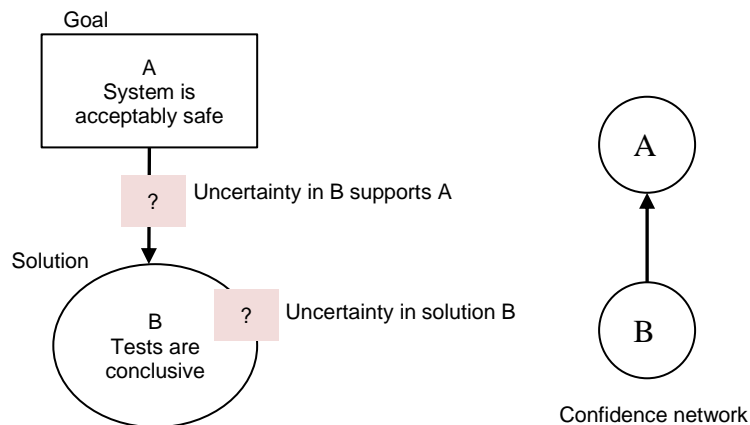 Goal
A
System is
acceptably safe
?
Uncertainty in B supports A
Solution
B
Tests are
conclusive
?
Uncertainty in solution B
A
B
Confidence network